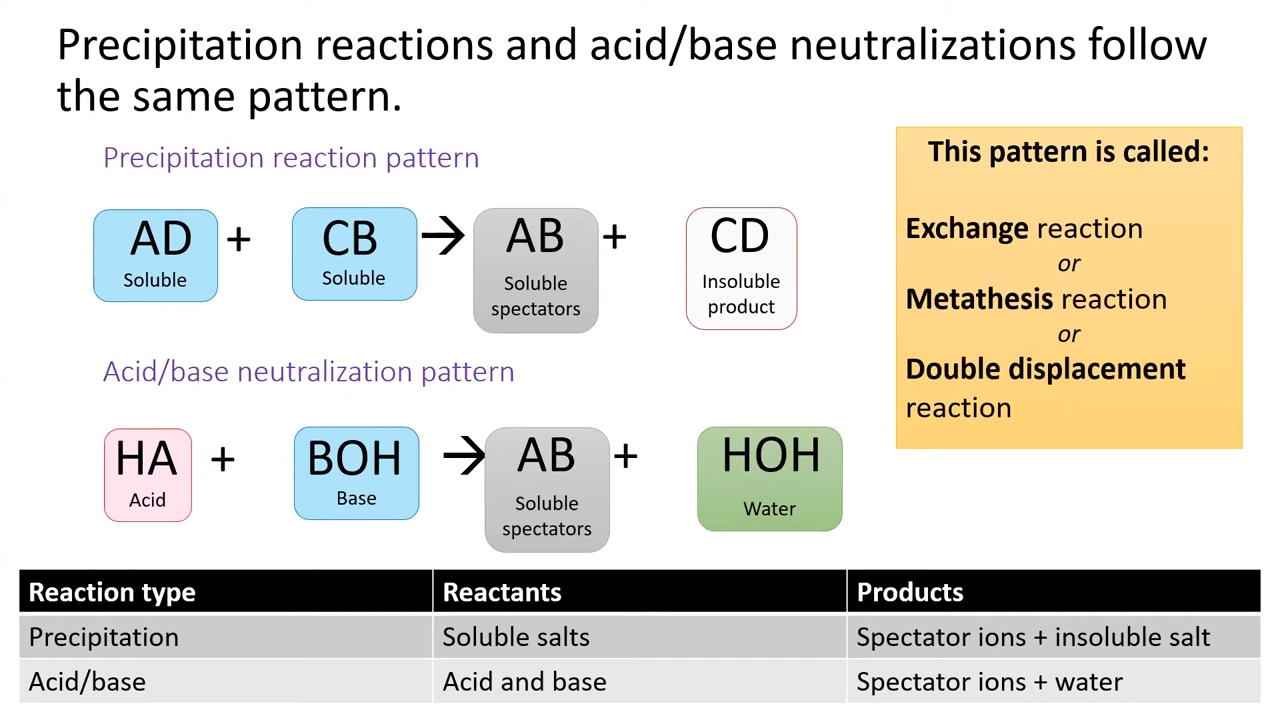 Precipitation reactions and acid/base neutralizations follow
the same pattern.
Precipitation reaction pattern
AD + CB → AB + CD
Soluble Soluble Soluble spectators Insoluble product
Acid/base neutralization pattern
HA + BOH → AB + HOH
Acid Base Soluble spectators Water
This pattern is called:
Exchange reaction
or
Metathesis reaction
or
Double displacement
reaction
Reaction type Reactants Products
Precipitation Soluble salts Spectator ions + insoluble salt
Acid/base Acid and base Spectator ions + water